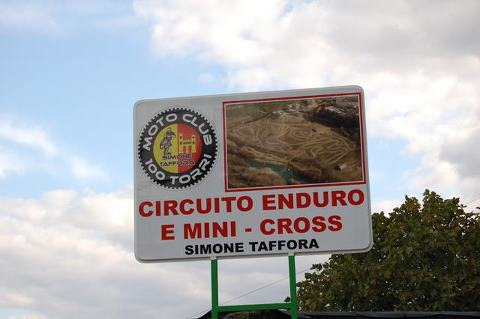 MOTO CLUB
SIMONE
TAFFORA
100 TORRI
CIRCUITO ENDURO
E MINI - CROSS
SIMONE TAFFORA